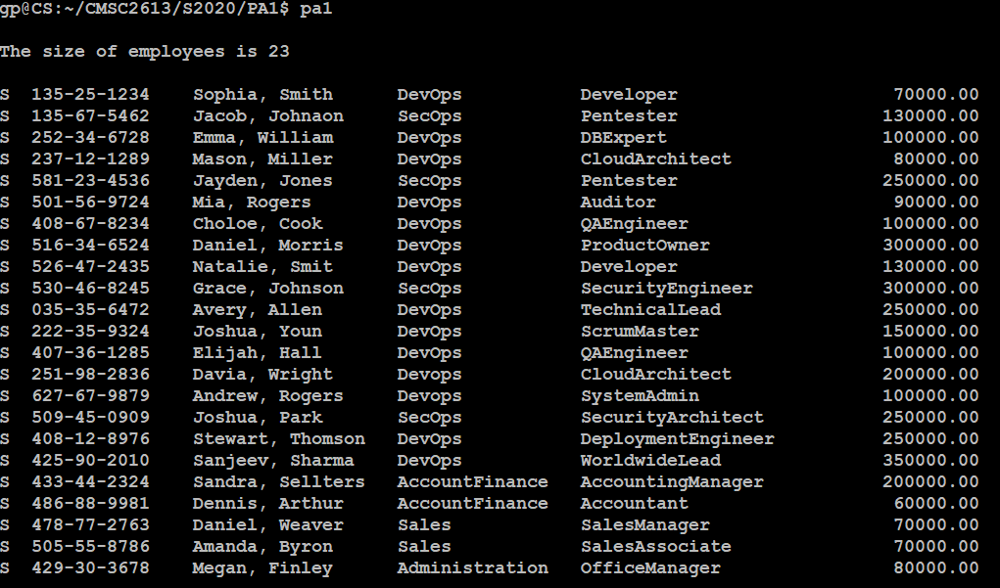 gp@CS:~/CMSC2613/S2020/PA1$ pa1
The size of employees is 23
S 135-25-1234 Sophia, Smith DevOps Developer 70000.00
S 135-67-5462 Jacob, Johnaon SecOps Pentester 130000.00
S 252-34-6728 Emma, William DevOps DBExpert 100000.00
S 237-12-1289 Mason, Miller DevOps CloudArchitect 80000.00
S 581-23-4536 Jayden, Jones SecOps Pentester 250000.00
S 501-56-9724 Mia, Rogers DevOps Auditor 90000.00
S 408-67-8234 Choloe, Cook DevOps QAEngineer 100000.00
S 516-34-6524 Daniel, Morris DevOps ProductOwner 300000.00
S 526-47-2435 Natalie, Smit DevOps Developer 130000.00
S 530-46-8245 Grace, Johnson SecOps SecurityEngineer 300000.00
S 035-35-6472 Avery, Allen DevOps TechnicalLead 250000.00
S 222-35-9324 Joshua, Youn DevOps ScrumMaster 150000.00
S 407-36-1285 Elijah, Hall DevOps QAEngineer 100000.00
S 251-98-2836 Davia, Wright Devops CloudArchitect 200000.00
S 627-67-9879 Andrew, Rogers Devops SystemAdmin 100000.00
S 509-45-0909 Joshua, Park SecOps SecurityArchitect 250000.00
S 408-12-8976 Stewart, Thomson DevOps DeploymentEngineer 250000.00
S 425-90-2010 Sanjeev, Sharma DevOps WorldwideLead 350000.00
S 433-44-2324 Sandra, Sellters AccountFinance AccountingManager 200000.00
S 486-88-9981 Dennis, Arthur AccountFinance Accountant 60000.00
S 478-77-2763 Daniel, Weaver Sales SalesManager 70000.00
S 505-55-8786 Amanda, Byron Sales SalesAssociate 70000.00
S 429-30-3678 Megan, Finley Administration OfficeManager 80000.00